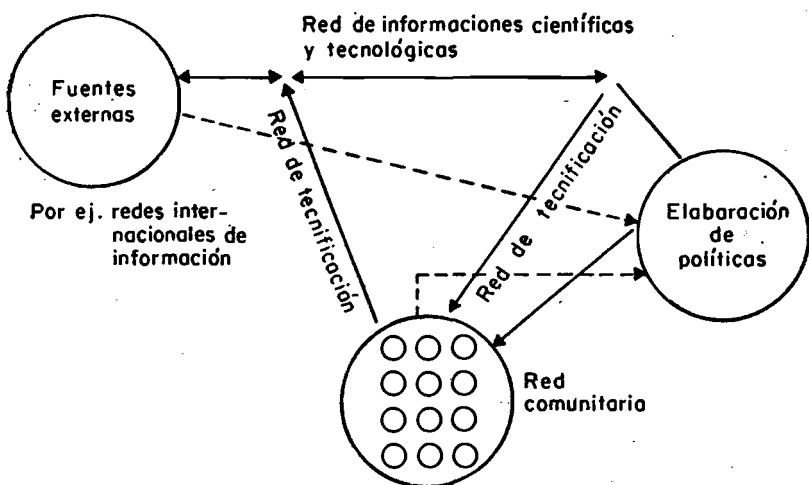 Red de informaciones científicas
y tecnológicas
Fuentes
externas
Por ej. redes inter-
nacionales de
información
Red de tecnificación
Red de tecnificación
Elabaración
de
políticas
Red
comunitaria